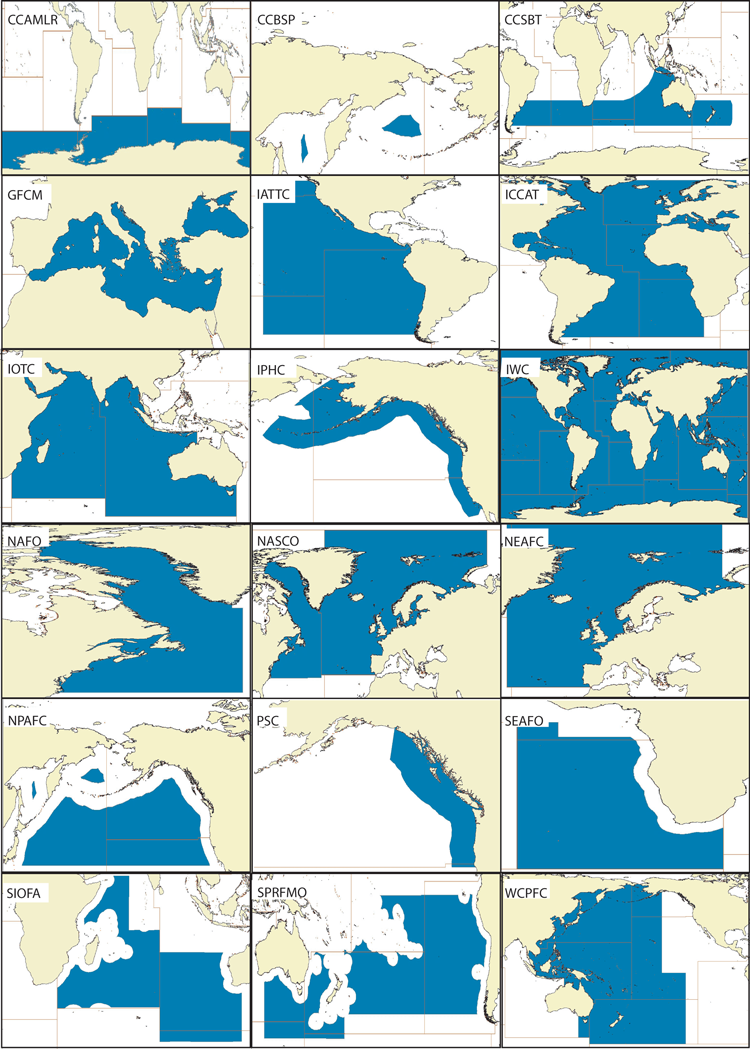 CCAMLR
CCBSP
CCSBT
GFCM
IATTC
ICCAT
IOTC
IPHC
IWC
NAFO
NASCO
NEAFC
NPAFC
PSC
SEAFO
SIOFA
SPRFMO
WCPFC